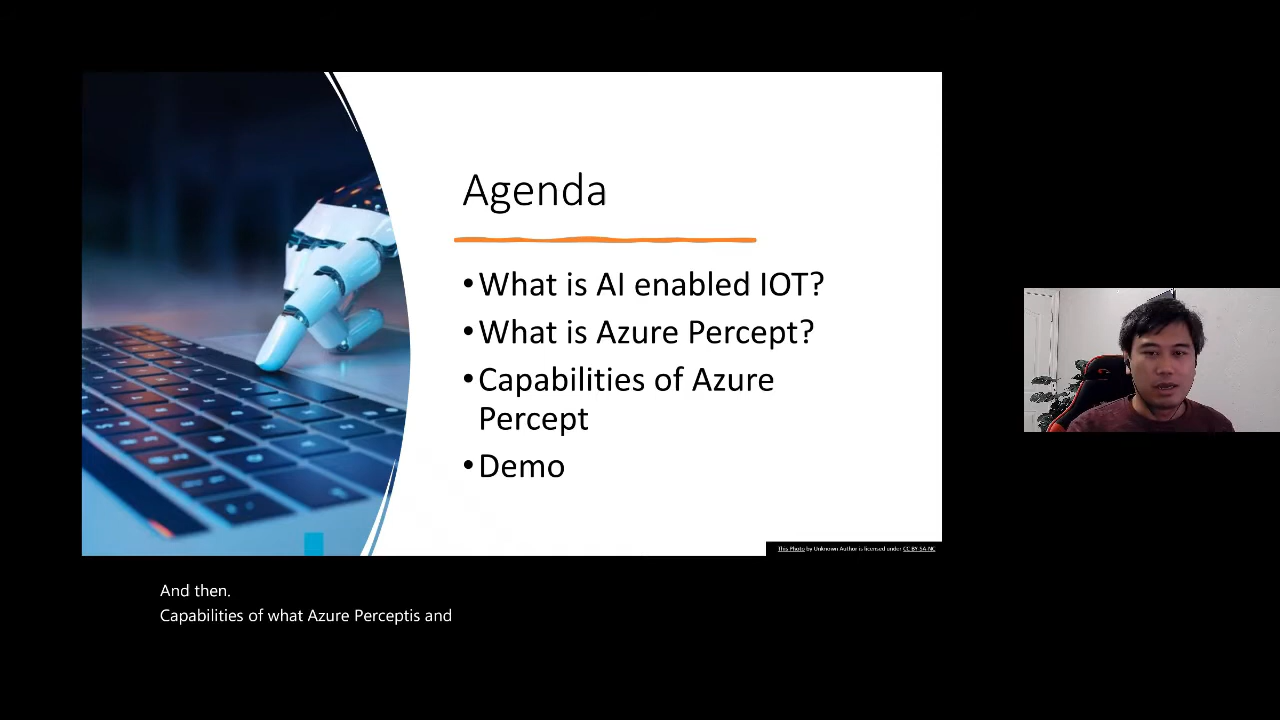 Agenda
•What is AI enabled IOT?
•What is Azure Percept?
•Capabilities of Azure
Percept
•Demo
This Photo by Unknown Author is licensed under CC BY-SA-NC
And then.
Capabilities of what Azure Perceptis and